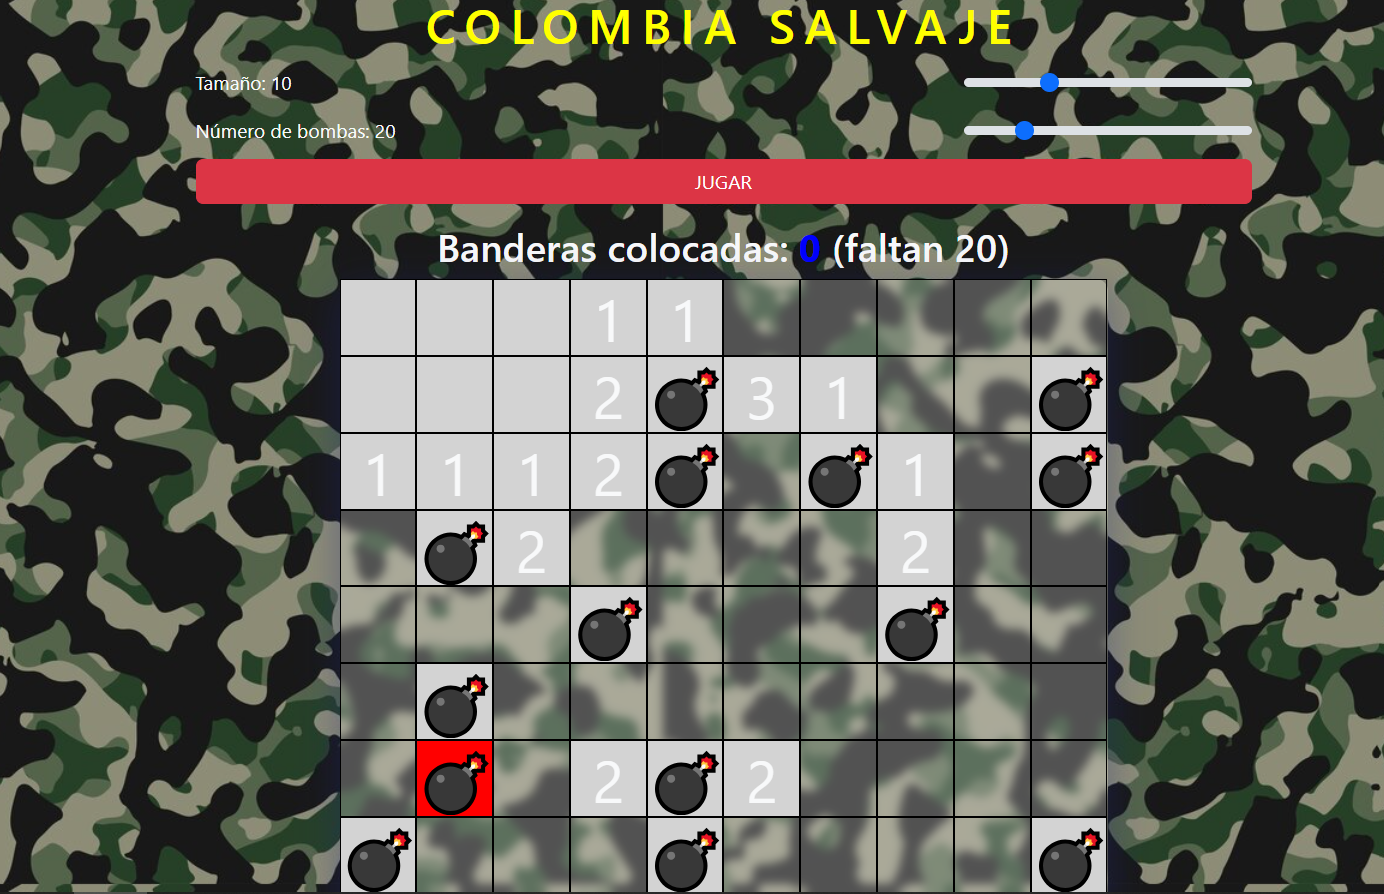 COLOMBIA SALVAJE
Tamaño: 10
Número de bombas: 20
JUGAR
Banderas colocadas: 0 (faltan 20)
1 1
2 3 1
1 1 1 2 1
2 2
2 2